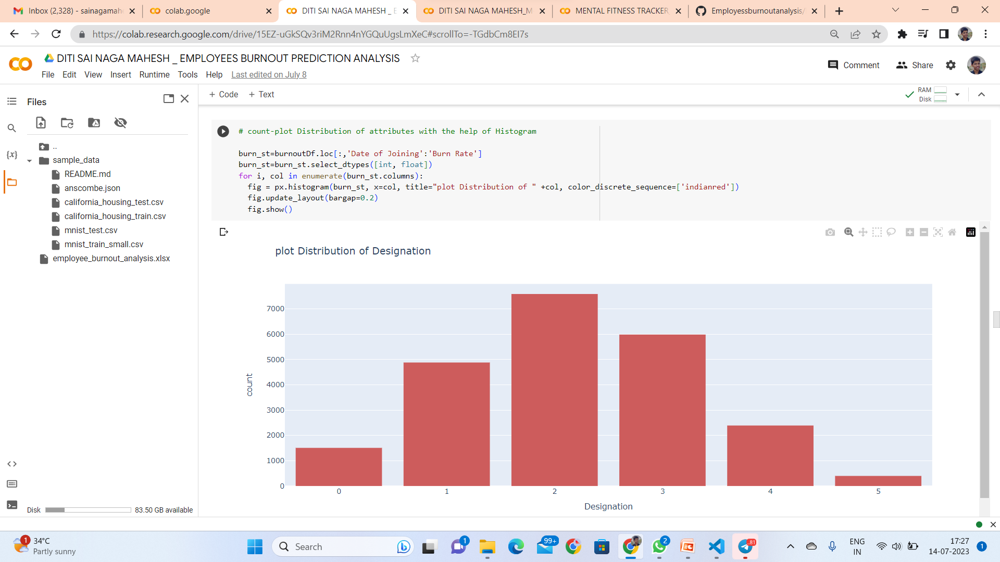 Inbox (2,328) - sainagamah
colab.google
DITI SAI NAGA MAHESH _ E
DITI SAI NAGA MAHESH_M
MENTAL FITNESS TRACKER
Employessburnoutanalysis/
https://colab.research.google.com/drive/15EZ-uGkSQv3riM2Rnn4nYGQuUgsLmXeC#scrollTo=-TGdbCm8El7s
DITI SAI NAGA MAHESH _ EMPLOYEES BURNOUT PREDICTION ANALYSIS
File Edit View Insert Runtime Tools Help Last edited on July 8
Comment
Share
Files
+ Code + Text
RAM
Disk
..
sample_data
README.md
anscombe.json
california_housing_test.csv
california_housing_train.csv
mnist_test.csv
mnist_train_small.csv
employee_burnout_analysis.xlsx
Disk 83.50 GB available
{x}
# count-plot Distribution of attributes with the help of Histogram
burn_st=burnoutDf.loc[:,'Date of Joining':'Burn Rate']
burn_st=burn_st.select_dtypes([int, float])
for i, col in enumerate(burn_st.columns):
  fig = px.histogram(burn_st, x=col, title="plot Distribution of " +col, color_discrete_sequence=['indianred'])
  fig.update_layout(bargap=0.2)
  fig.show()
plot Distribution of Designation
7000
6000
5000
4000
3000
2000
1000
0
count
0 1 2 3 4 5
Designation
1
34°C
Partly sunny
Search
1
99+
2
.81
ENG
IN
17:27
14-07-2023
1